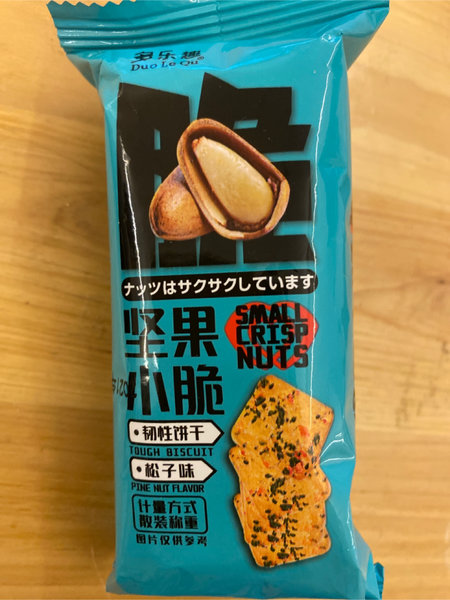 多乐趣®
Duo Le Qu
脆
ナッツはサクサクしています
坚果
小脆
SMALL
CRISP
NUTS
·韧性饼干
TOUGH BISCUIT
·松子味
PINE NUT FLAVOR
计量方式
散装称重
图片仅供参考